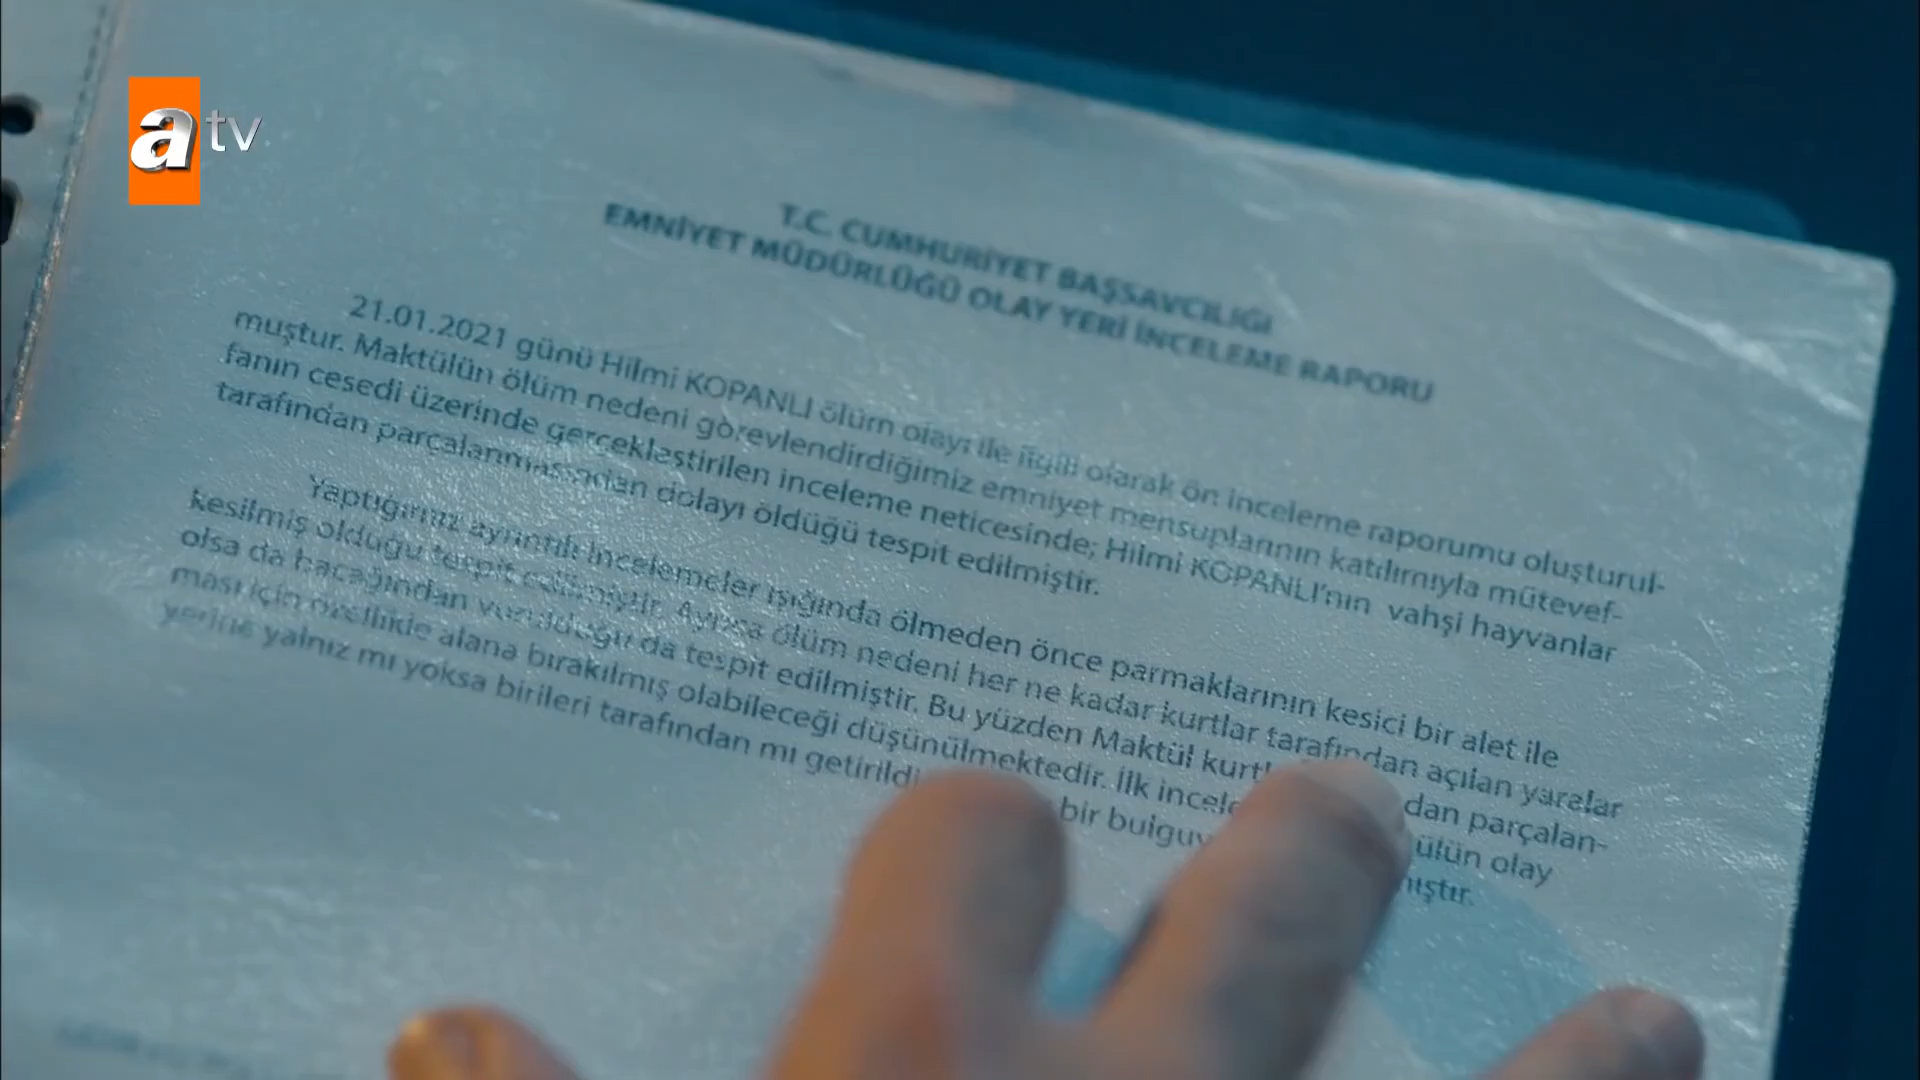 atv
T.C. CUMHURİYET BAŞSAVCILIĞI
EMNİYET MÜDÜRLÜĞÜ OLAY YERİ İNCELEME RAPORU
21.01.2021 günü Hilmi KOPANLI ölüm olayı ile ilgili olarak ön inceleme raporumu oluşturul-
muştur. Maktülün ölüm nedeni görevlendirdiğimiz emniyet mensuplarının katılımıyla mütevef-
fanın cesedi üzerinde gerçekleştirilen inceleme neticesinde; Hilmi KOPANLI'nın vahşi hayvanlar
tarafından parçalanmasından dolayı öldüğü tespit edilmiştir.
Yaptığımız ayrıntılı incelemeler ışığında ölmeden önce parmaklarının kesici bir alet ile
kesilmiş olduğu tespit edilmiştir. Ayrıca ölüm nedeni her ne kadar kurtlar tarafından açılan yaralar
olsa da bacağından vurulduğu da tespit edilmiştir. Bu yüzden Maktül kurtl dan parçalan-
ması için özellikle alana bırakılmış olabileceği düşünülmektedir. İlkincele ülün olay
yerine yalnız mı yoksa birileri tarafından mı getirildi bir bulguy mıştır.